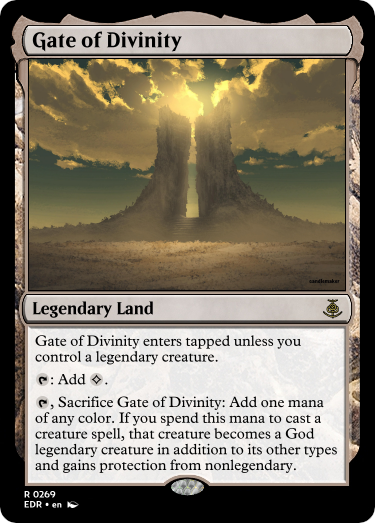 Gate of Divinity
Legendary Land
Gate of Divinity enters tapped unless you
control a legendary creature.
: Add .
, Sacrifice Gate of Divinity: Add one mana
of any color. If you spend this mana to cast a
creature spell, that creature becomes a God
legendary creature in addition to its other types
and gains protection from nonlegendary.
R 0269
EDR • en